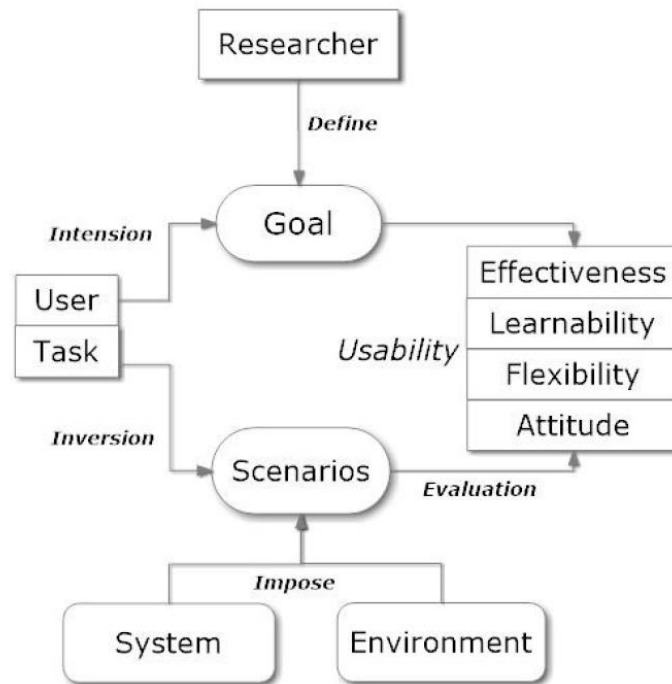 Researcher
Define
Goal
Intension
User
Task
Effectiveness
Learnability
Flexibility
Attitude
Usability
Inversion
Scenarios
Evaluation
Impose
System
Environment